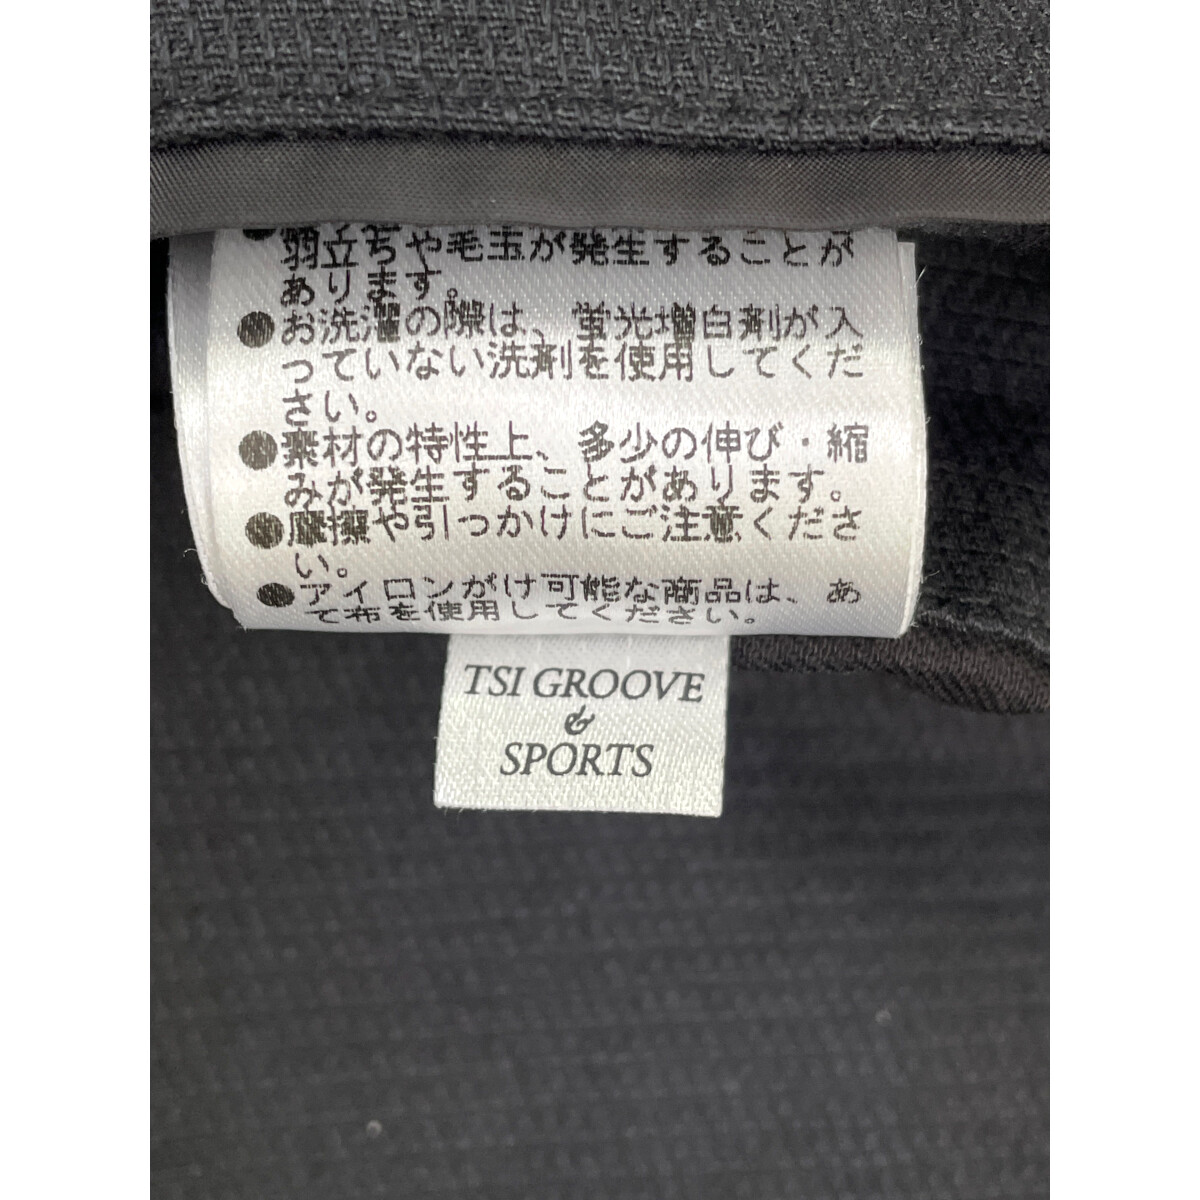 羽立ちや毛玉が発生することが
あります。
●お洗濯の際は、蛍光増白剤が入
っていない洗剤を使用してくだ
さい。
●素材の特性上、多少の伸び・縮
みが発生することがあります。
●摩擦や引っかけにご注意くださ
い。
●アイロンがけ可能な商品は、あ
て布を使用してください。
TSI GROOVE
&
SPORTS